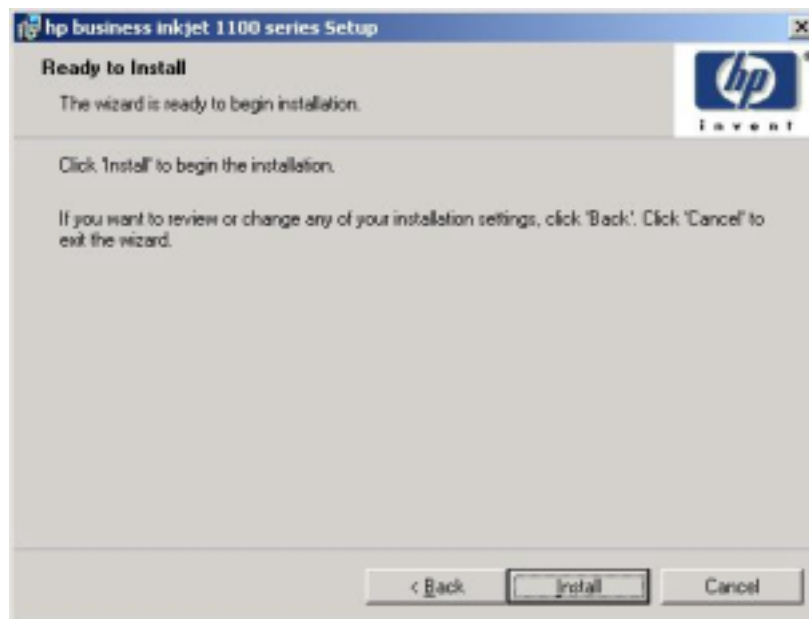 hp business inkjet 1100 series Setup
Ready to Install
The wizard is ready to begin installation.
hp
invent
Click 'Install' to begin the installation.
If you want to review or change any of your installation settings, click 'Back'. Click 'Cancel' to
exit the wizard.
< Back
Install
Cancel